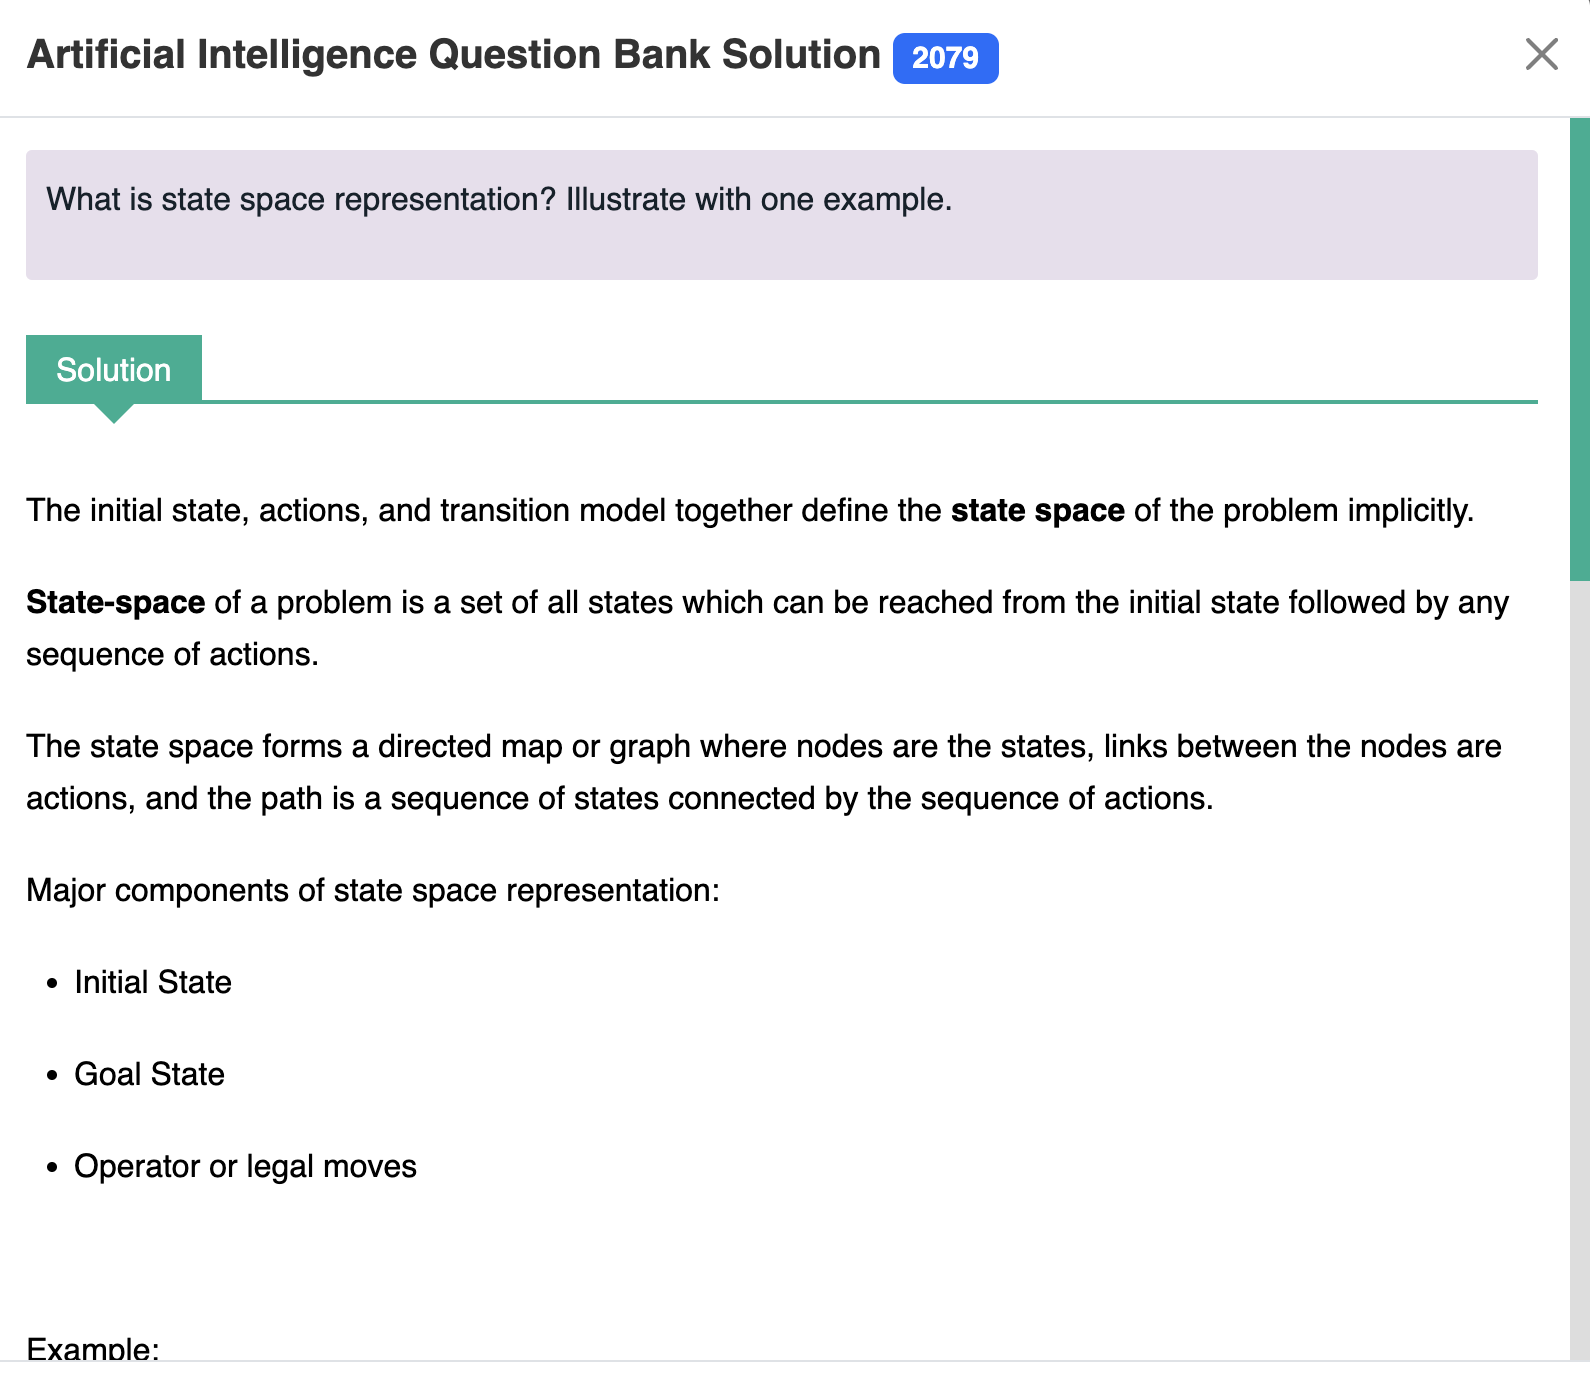 Artificial Intelligence Question Bank Solution 2079
What is state space representation? Illustrate with one example.
Solution
The initial state, actions, and transition model together define the state space of the problem implicitly.
State-space of a problem is a set of all states which can be reached from the initial state followed by any
sequence of actions.
The state space forms a directed map or graph where nodes are the states, links between the nodes are
actions, and the path is a sequence of states connected by the sequence of actions.
Major components of state space representation:
• Initial State
• Goal State
• Operator or legal moves
Example: